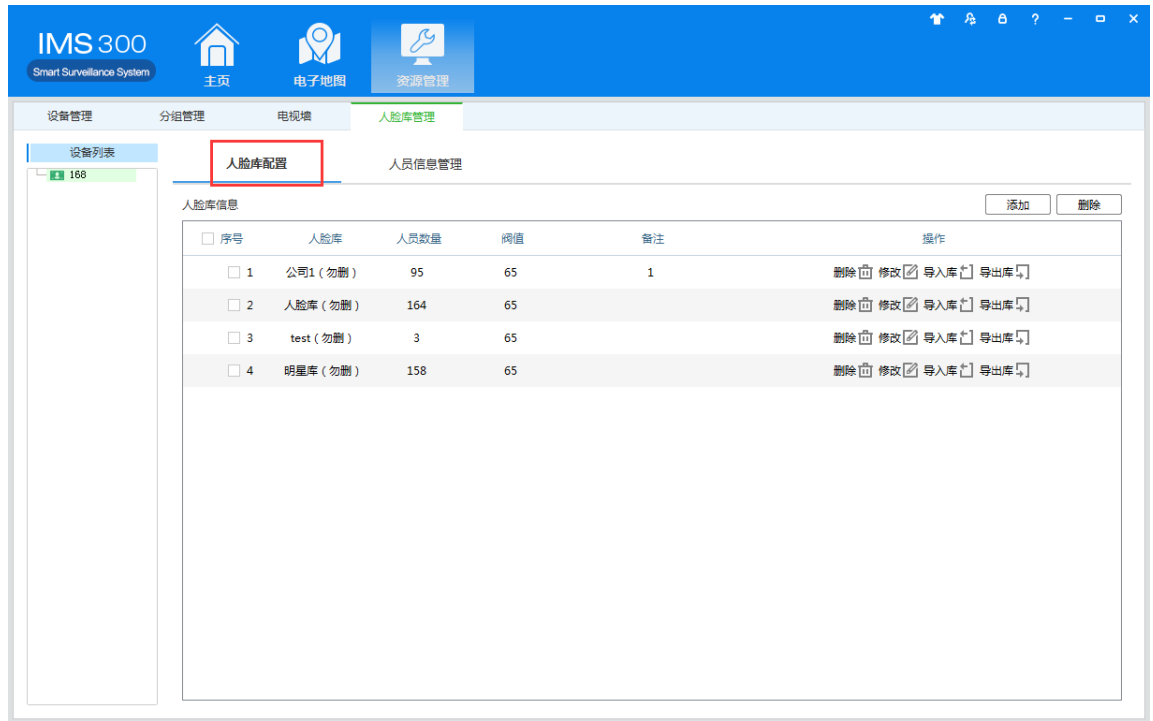 IMS 300
Smart Surveillance System
主页 电子地图 资源管理
设备管理 分组管理 电视墙 人脸库管理
设备列表
168
人脸库配置 人员信息管理
人脸库信息 添加 删除
序号 人脸库 人员数量 阀值 备注 操作
1 公司1（勿删） 95 65 1 删除 修改 导入库 导出库
2 人脸库（勿删） 164 65 删除 修改 导入库 导出库
3 test（勿删） 3 65 删除 修改 导入库 导出库
4 明星库（勿删） 158 65 删除 修改 导入库 导出库